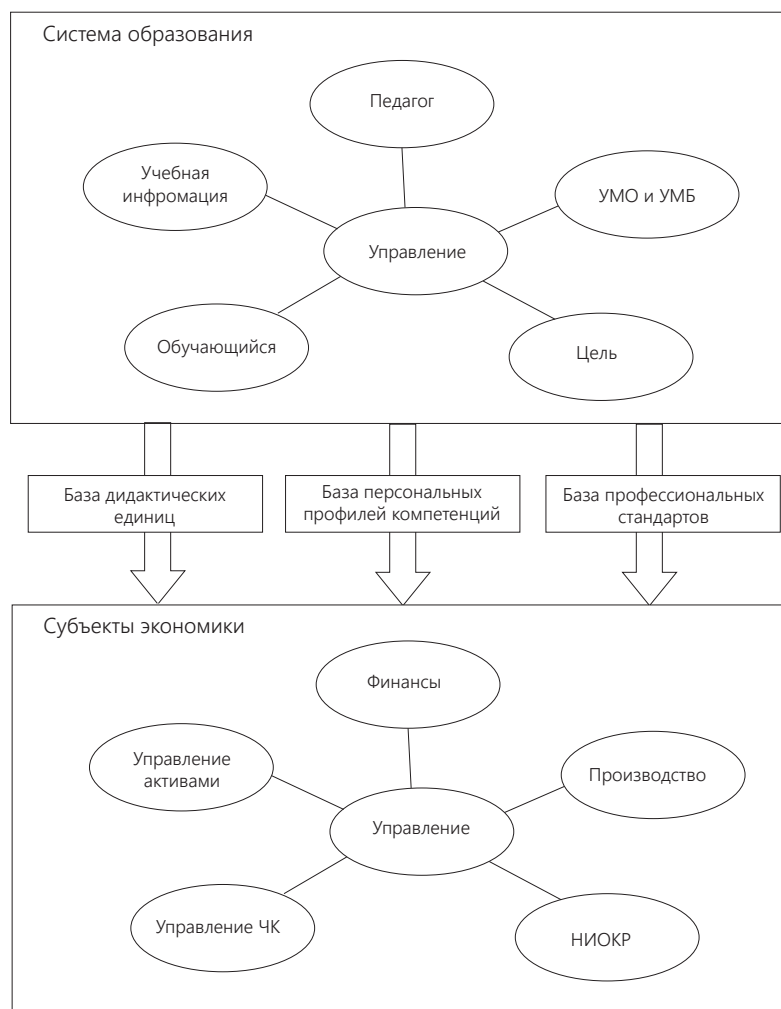 Система образования
Педагог
Учебная
инфромация
УМО и УМБ
Управление
Обучающийся
Цель
База дидактических
единиц
База персональных
профилей компетенций
База профессиональных
стандартов
Субъекты экономики
Финансы
Управление
активами
Производство
Управление
Управление ЧК
НИОКР